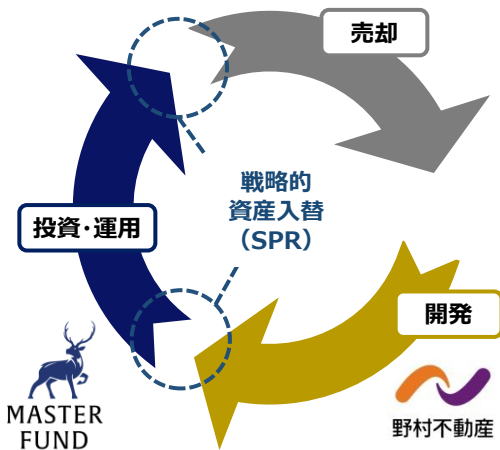 売却
戦略的
資産入替
（SPR）
投資・運用
開発
MASTER
FUND
野村不動産